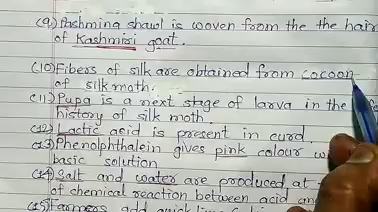 (9) Pashmina shawl is woven from the the hair
of Kashmiri goat.
(10) Fibers of silk are obtained from cocoon
of silk moth.
(11) Pupa is a next stage of larva in the
history of silk moth.
(12) Lactic acid is present in curd.
(13) Phenolphthalein gives pink colour
basic solution
(14) Salt and water are produced at
of chemical reaction between acid
(15) Farmers add